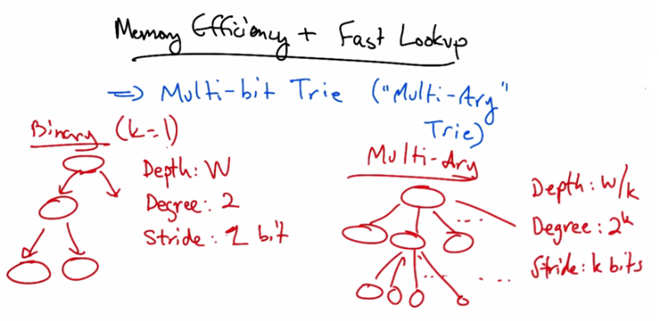 Memory Efficiency + Fast Lookup
⇒ Multi-bit Trie ("Multi-Ary"
Trie)
Binary (k=1)
Depth: W
Degree: 2
Stride: 1 bit
Multi-Ary
Depth: W/k
Degree: 2^k
Stride: k bits